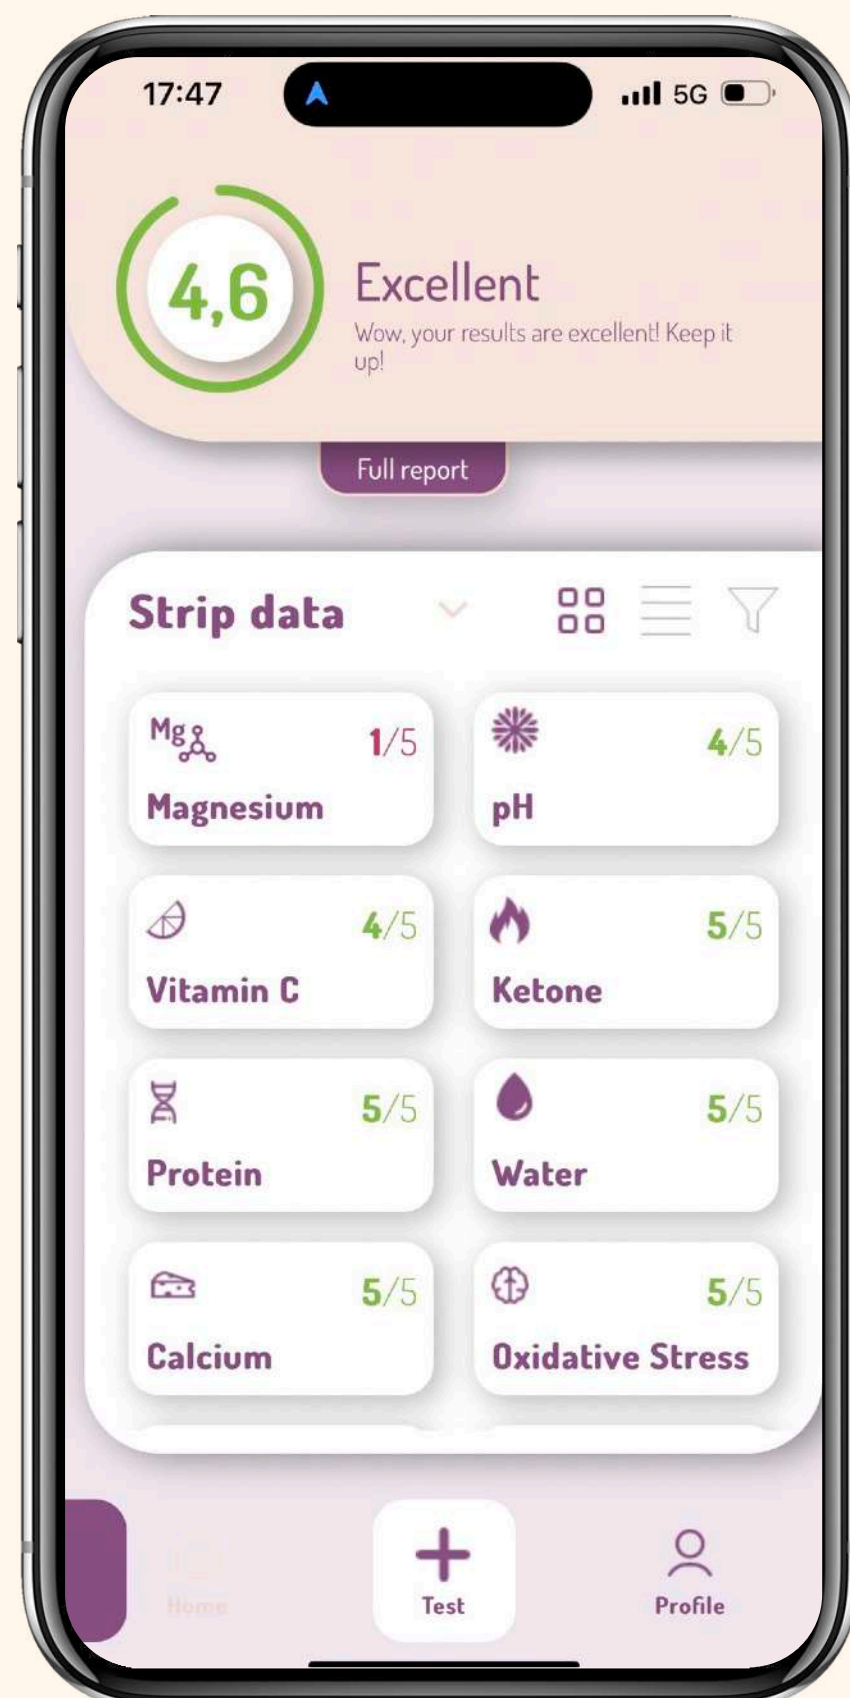 17:47
5G
4,6
Excellent
Wow, your results are excellent! Keep it
up!
Full report
Strip data
Mg
1/5
Magnesium
4/5
pH
4/5
Vitamin C
5/5
Ketone
5/5
Protein
5/5
Water
5/5
Calcium
5/5
Oxidative Stress
Home
Test
Profile